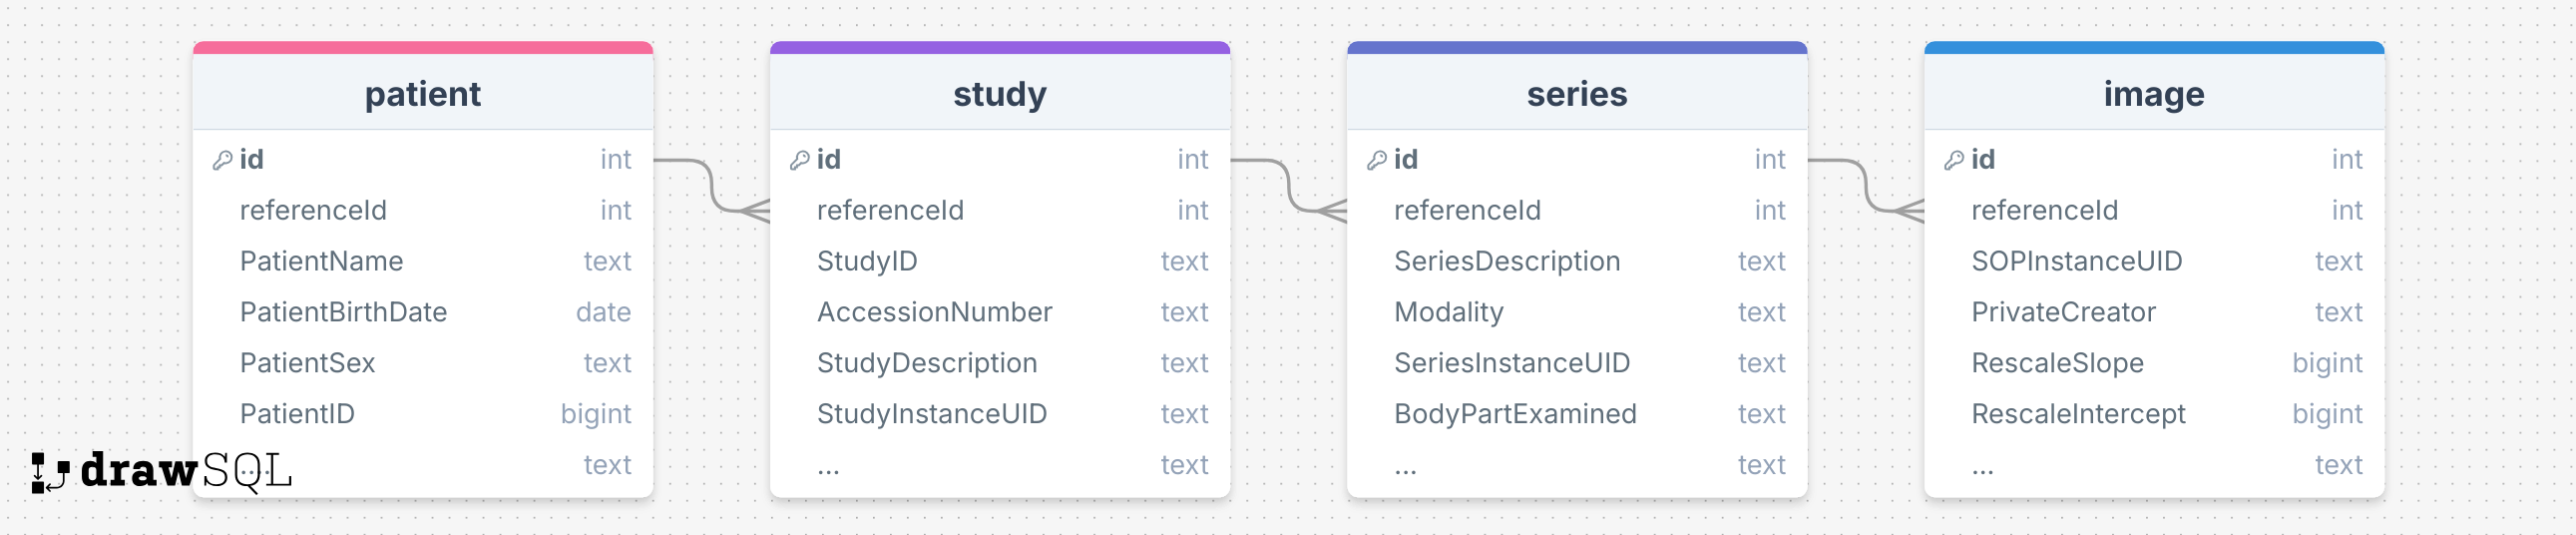 patient
id int
referenceId int
PatientName text
PatientBirthDate date
PatientSex text
PatientID bigint
.... text
study
id int
referenceId int
StudyID text
AccessionNumber text
StudyDescription text
StudyInstanceUID text
... text
series
id int
referenceId int
SeriesDescription text
Modality text
SeriesInstanceUID text
BodyPartExamined text
... text
image
id int
referenceId int
SOPInstanceUID text
PrivateCreator text
RescaleSlope bigint
RescaleIntercept bigint
... text
drawSQL